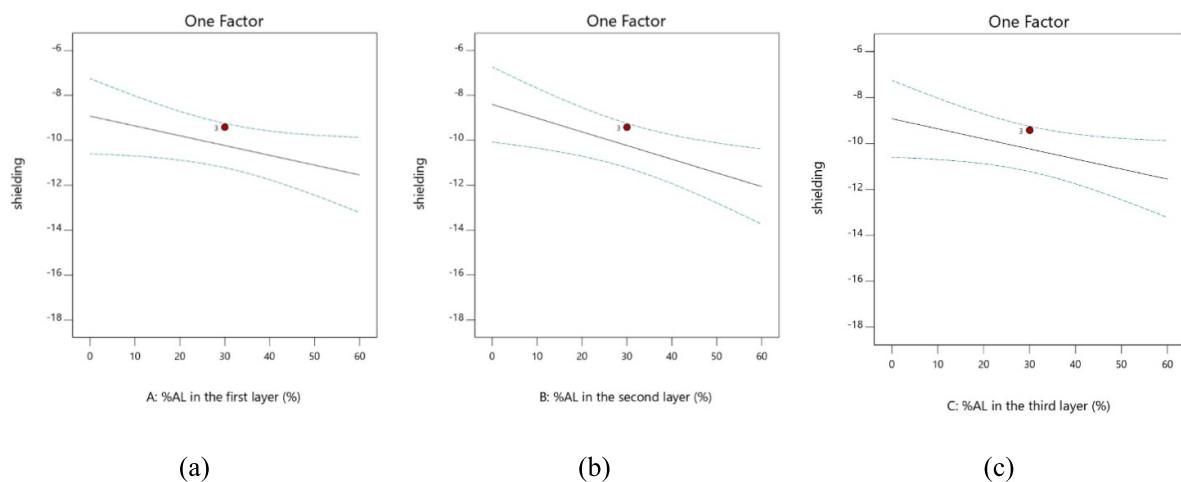 One Factor
-6
-8
-10
-12
-14
-16
-18
shielding
3
0 10 20 30 40 50 60
A: %AL in the first layer (%)
(a)
One Factor
-6
-8
-10
-12
-14
-16
-18
shielding
3
0 10 20 30 40 50 60
B: %AL in the second layer (%)
(b)
One Factor
-6
-8
-10
-12
-14
-16
-18
shielding
3
0 10 20 30 40 50 60
C: %AL in the third layer (%)
(c)